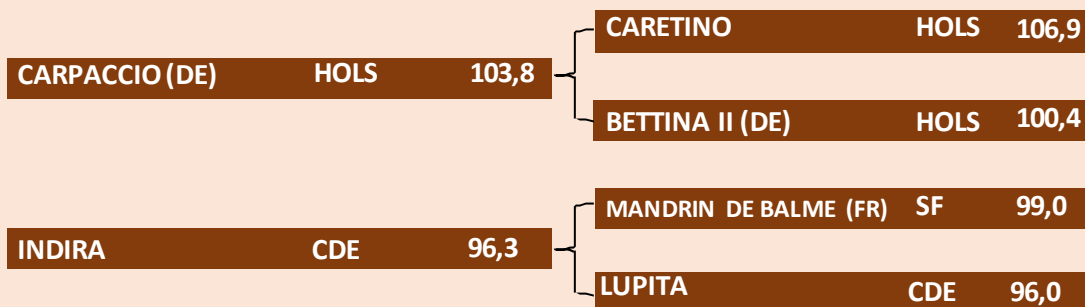 CARETINO HOLS 106,9
CARPACCIO (DE) HOLS 103,8
BETTINA II (DE) HOLS 100,4
MANDRIN DE BALME (FR) SF 99,0
INDIRA CDE 96,3
LUPITA CDE 96,0